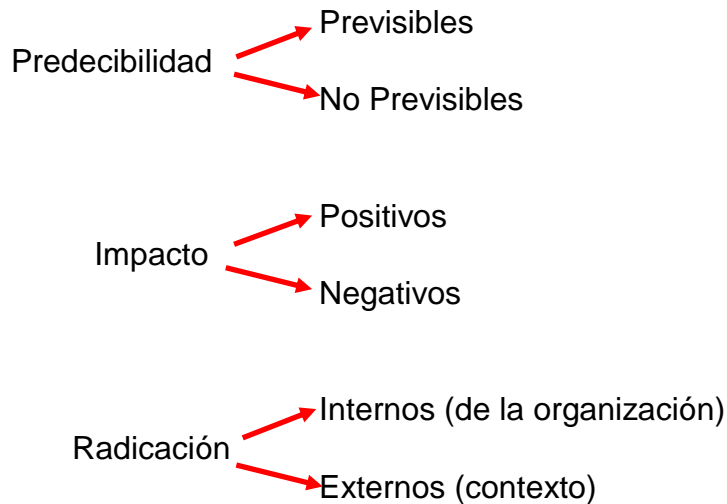 Previsibles
Predecibilidad
No Previsibles
Positivos
Impacto
Negativos
Internos (de la organización)
Radicación
Externos (contexto)